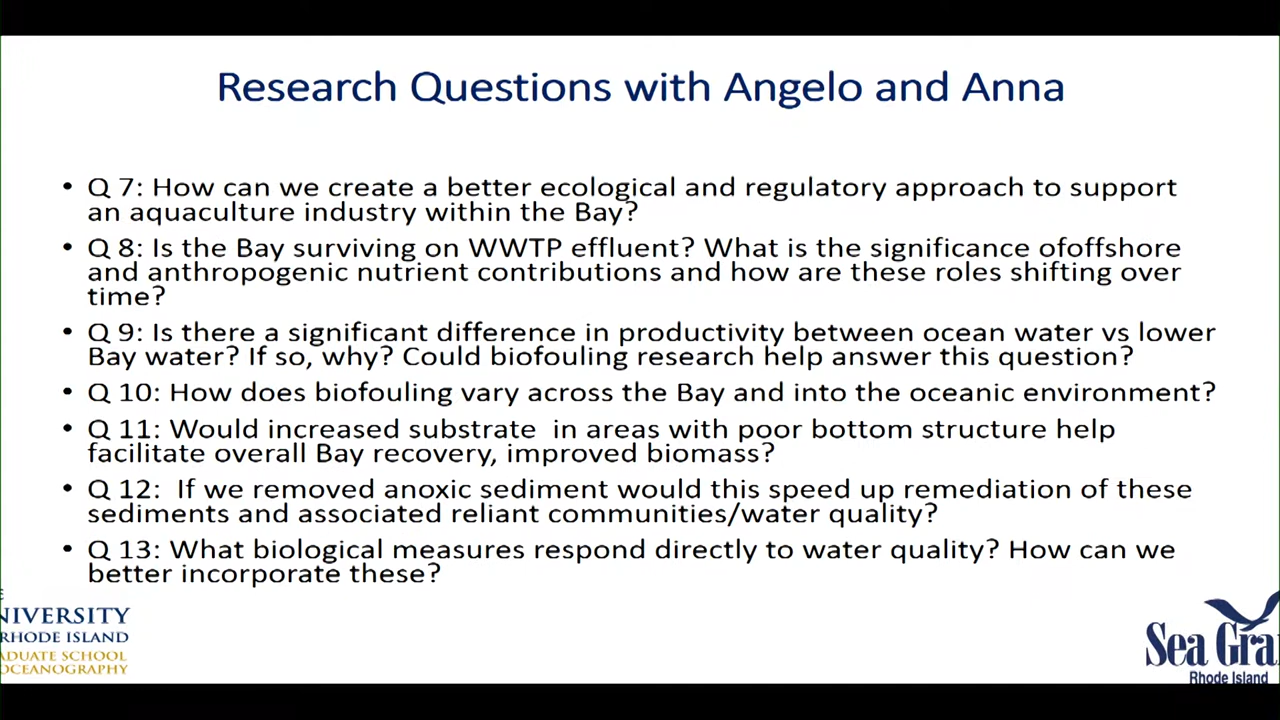 Research Questions with Angelo and Anna
• Q 7: How can we create a better ecological and regulatory approach to support
an aquaculture industry within the Bay?
• Q 8: Is the Bay surviving on WWTP effluent? What is the significance ofoffshore
and anthropogenic nutrient contributions and how are these roles shifting over
time?
• Q 9: Is there a significant difference in productivity between ocean water vs lower
Bay water? If so, why? Could biofouling research help answer this question?
• Q 10: How does biofouling vary across the Bay and into the oceanic environment?
• Q 11: Would increased substrate  in areas with poor bottom structure help
facilitate overall Bay recovery, improved biomass?
• Q 12:  If we removed anoxic sediment would this speed up remediation of these
sediments and associated reliant communities/water quality?
• Q 13: What biological measures respond directly to water quality? How can we
better incorporate these?
E
NIVERSITY
RHODE ISLAND
ADUATE SCHOOL
OCEANOGRAPHY
Sea Gra
Rhode Island